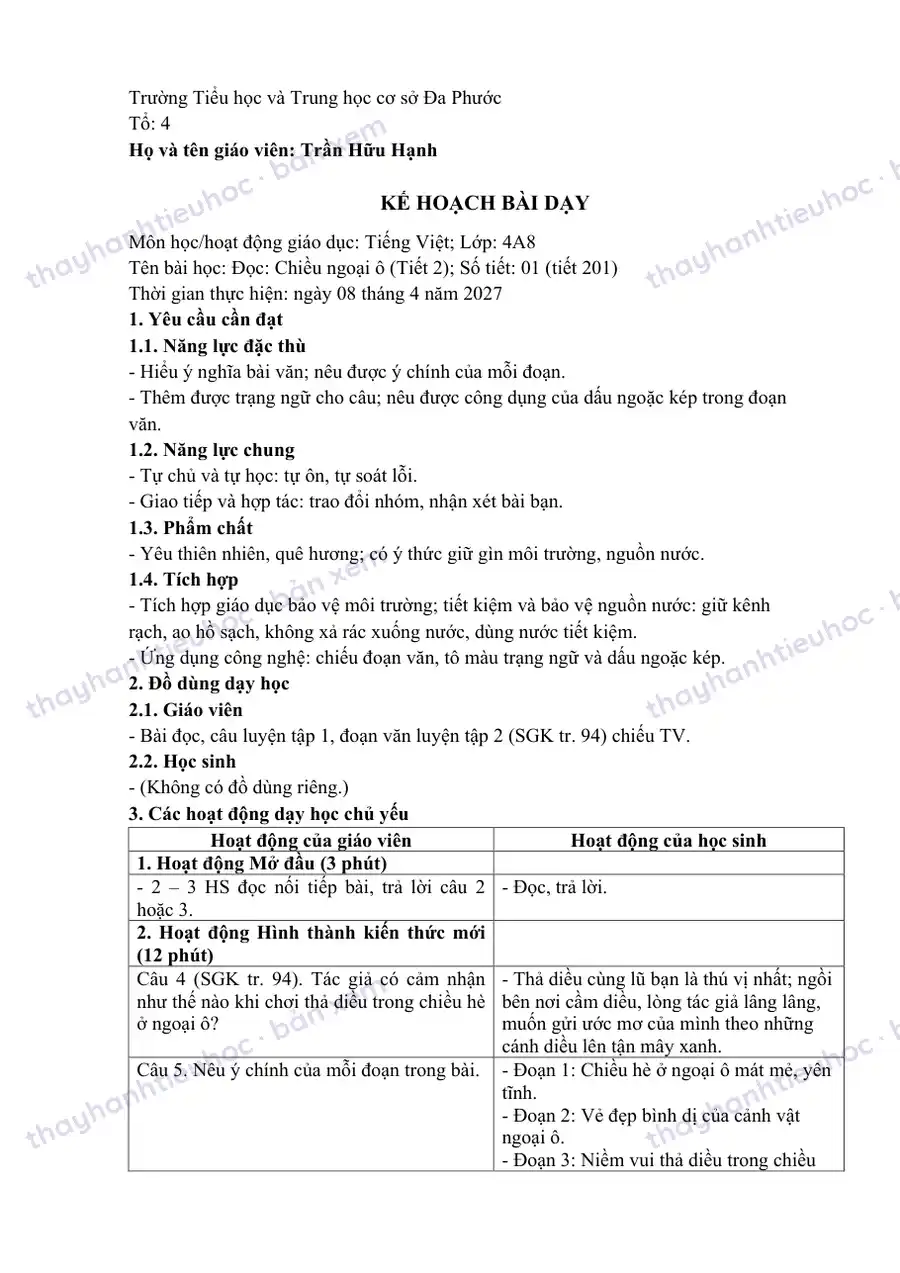 Trường Tiểu học và Trung học cơ sở Đa Phước
Tổ: 4
Họ và tên giáo viên: Trần Hữu Hạnh
KẾ HOẠCH BÀI DẠY
Môn học/hoạt động giáo dục: Tiếng Việt; Lớp: 4A8
Tên bài học: Đọc: Chiều ngoại ô (Tiết 2); Số tiết: 01 (tiết 201)
Thời gian thực hiện: ngày 08 tháng 4 năm 2027
1. Yêu cầu cần đạt
1.1. Năng lực đặc thù
- Hiểu ý nghĩa bài văn; nêu được ý chính của mỗi đoạn.
- Thêm được trạng ngữ cho câu; nêu được công dụng của dấu ngoặc kép trong đoạn
văn.
1.2. Năng lực chung
- Tự chủ và tự học: tự ôn, tự soát lỗi.
- Giao tiếp và hợp tác: trao đổi nhóm, nhận xét bài bạn.
1.3. Phẩm chất
- Yêu thiên nhiên, quê hương; có ý thức giữ gìn môi trường, nguồn nước.
1.4. Tích hợp
- Tích hợp giáo dục bảo vệ môi trường; tiết kiệm và bảo vệ nguồn nước: giữ kênh
rạch, ao hồ sạch, không xả rác xuống nước, dùng nước tiết kiệm.
- Ứng dụng công nghệ: chiếu đoạn văn, tô màu trạng ngữ và dấu ngoặc kép.
2. Đồ dùng dạy học
2.1. Giáo viên
- Bài đọc, câu luyện tập 1, đoạn văn luyện tập 2 (SGK tr. 94) chiếu TV.
2.2. Học sinh
- (Không có đồ dùng riêng.)
3. Các hoạt động dạy học chủ yếu
Hoạt động của giáo viên
Hoạt động của học sinh
1. Hoạt động Mở đầu (3 phút)
- 2 – 3 HS đọc nối tiếp bài, trả lời câu 2
hoặc 3.
- Đọc, trả lời.
2. Hoạt động Hình thành kiến thức mới
(12 phút)
Câu 4 (SGK tr. 94). Tác giả có cảm nhận
như thế nào khi chơi thả diều trong chiều hè
ở ngoại ô?
- Thả diều cùng lũ bạn là thú vị nhất; ngồi
bên nơi cắm diều, lòng tác giả lâng lâng,
muốn gửi ước mơ của mình theo những
cánh diều lên tận mây xanh.
Câu 5. Nêu ý chính của mỗi đoạn trong bài.
- Đoạn 1: Chiều hè ở ngoại ô mát mẻ, yên
tĩnh.
- Đoạn 2: Vẻ đẹp bình dị của cảnh vật
ngoại ô.
- Đoạn 3: Niềm vui thả diều trong chiều
thayhanhtieuhoc · bản xem
thayhanhtieuhoc · b
thayhanhtieuhoc · bản xem
thayhanhtieuhoc · b
thayhanhtieuhoc · bản xem
thayhanhtieuhoc · b